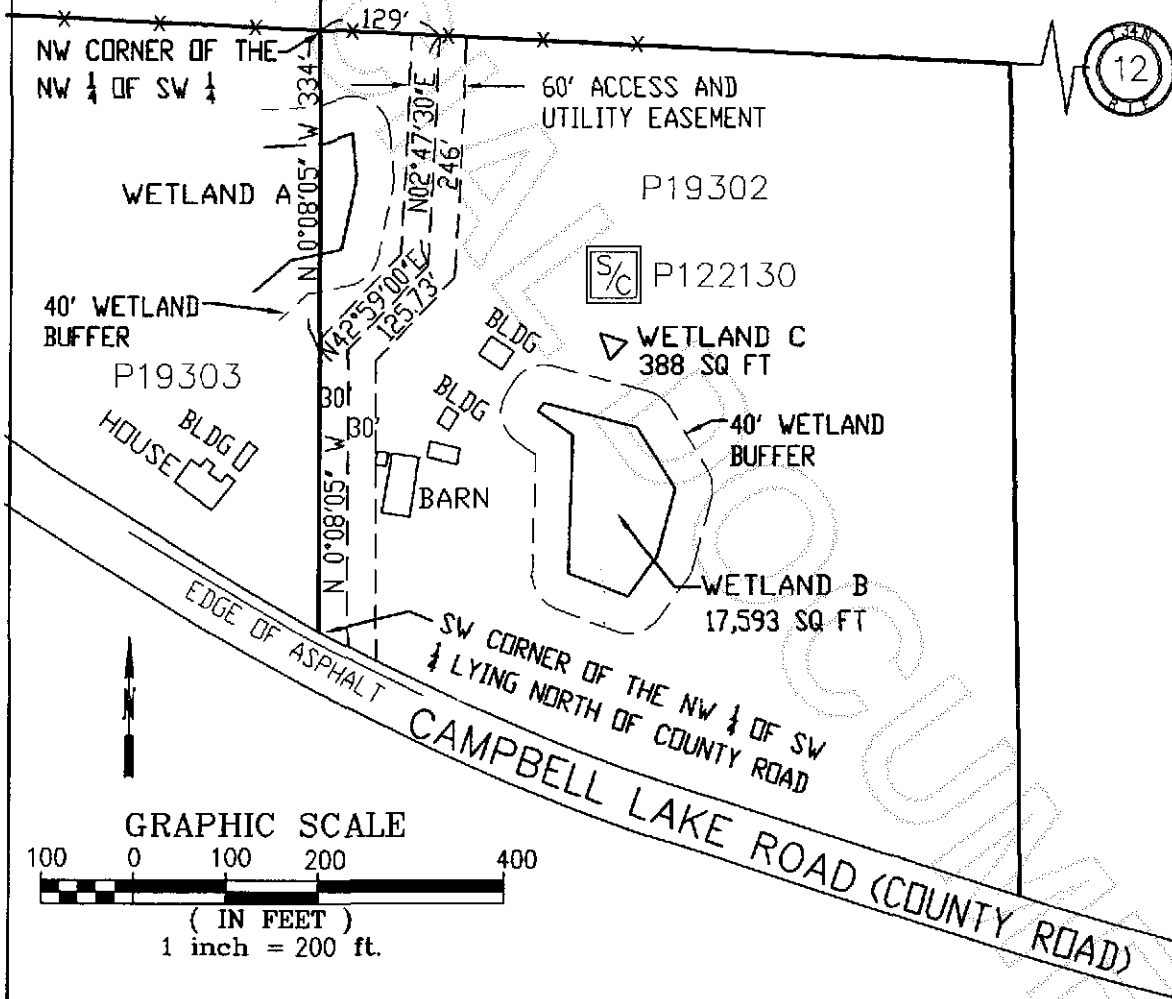 129'
NW CORNER OF THE
NW 1/4 OF SW 1/4
N 0°08'05" W 334'
60' ACCESS AND
UTILITY EASEMENT
N02°47'30"E
246'
12
T 34 N
WETLAND A
P19302
S/C P122130
40' WETLAND
BUFFER
N42°59'00"E
125.73'
BLDG
WETLAND C
388 SQ FT
P19303
BLDG
30'
30'
N 0°08'05" W
HOUSE
BLDG
BARN
40' WETLAND
BUFFER
WETLAND B
17,593 SQ FT
EDGE OF ASPHALT
SW CORNER OF THE NW 1/4 OF SW
1/4 LYING NORTH OF COUNTY ROAD
CAMPBELL LAKE ROAD (COUNTY ROAD)
N
GRAPHIC SCALE
100 0 100 200 400
( IN FEET )
1 inch = 200 ft.